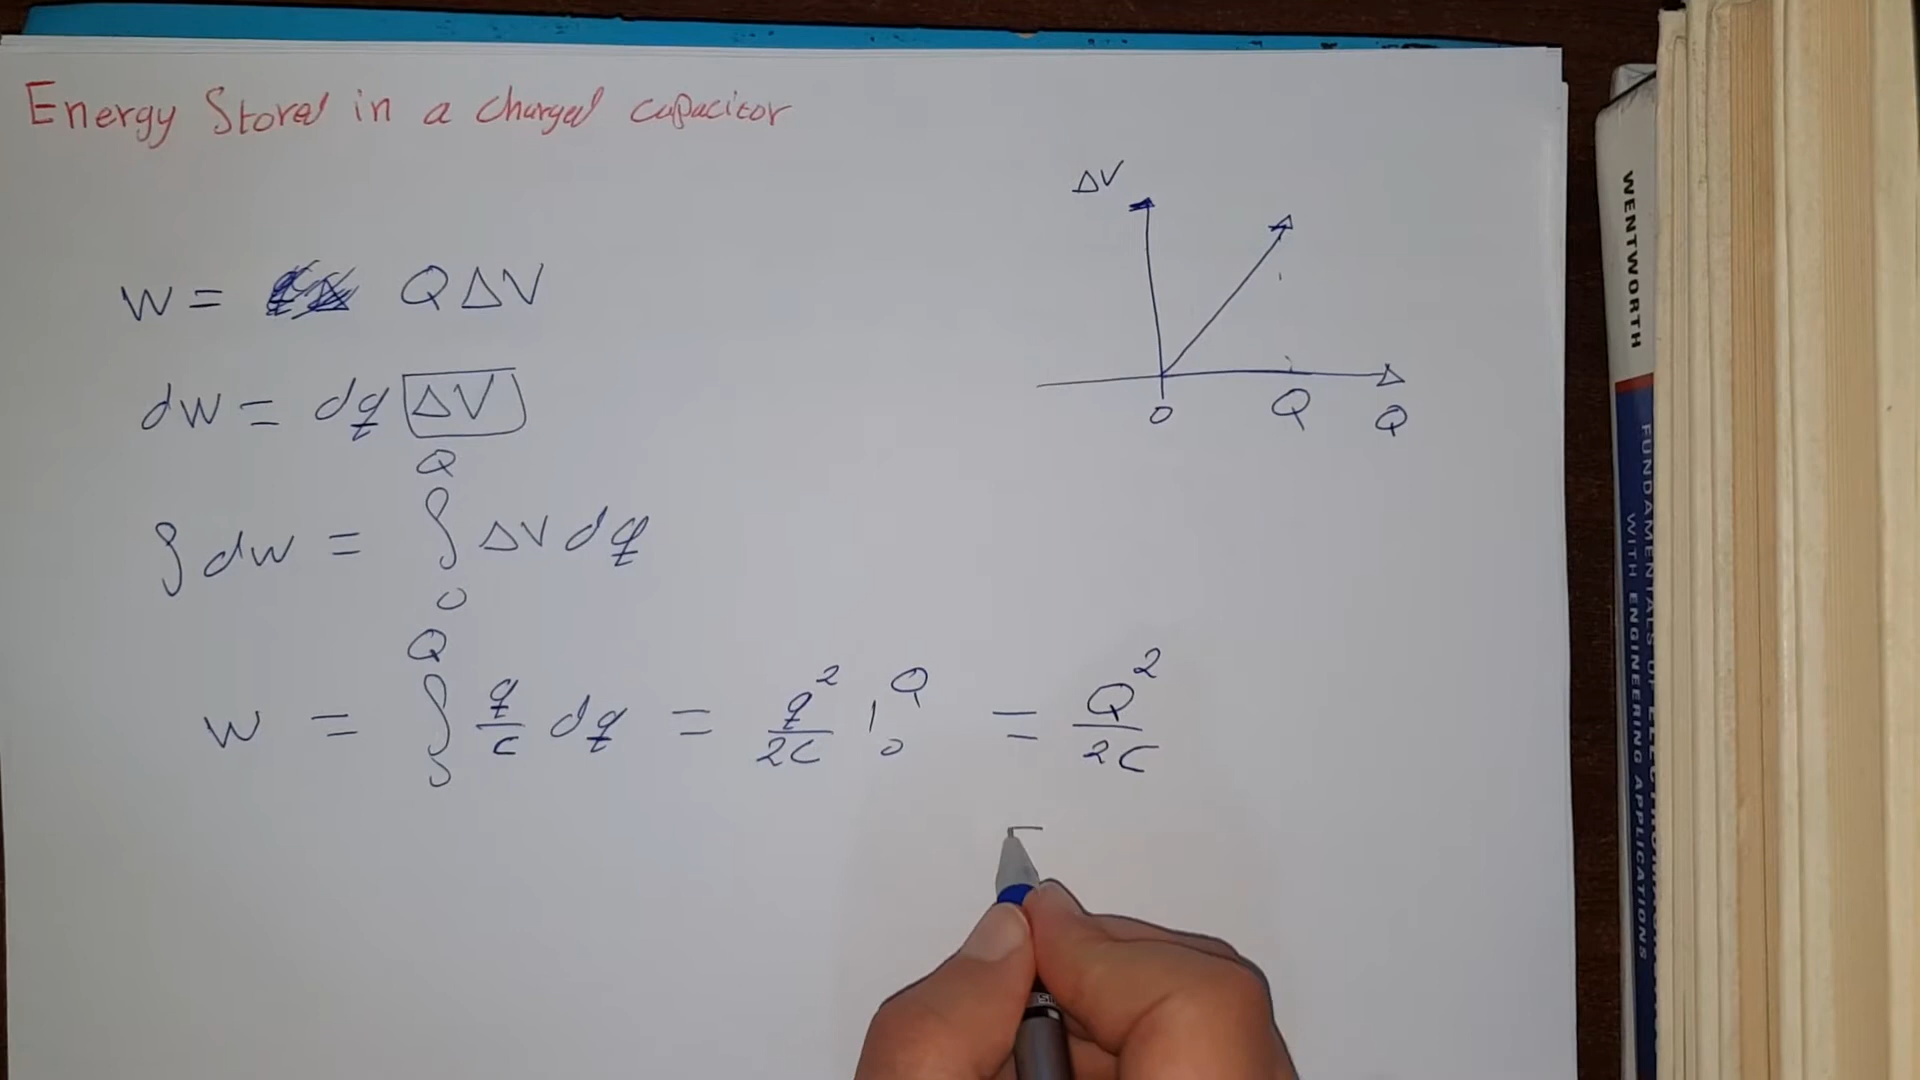 Energy Stored in a charged capacitor
ΔV
0 Q Q
W = QΔV
dw = dq ΔV
∫dw = ∫₀^Q ΔV dq
w = ∫₀^Q q/c dq = q²/2C |₀^Q = Q²/2C
WENTWORTH
FUNDAMENTALS OF ELECTROMAGNETICS
WITH ENGINEERING APPLICATIONS